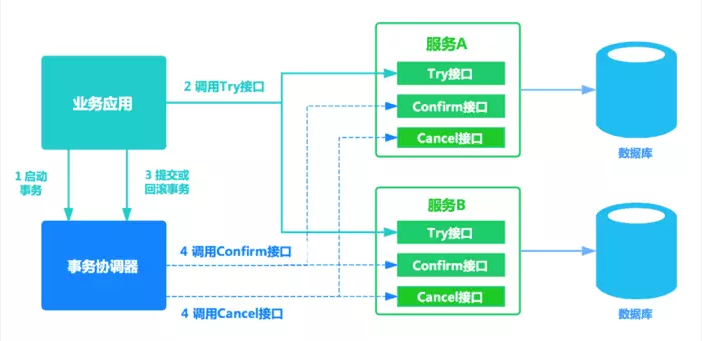 服务A
Try接口
Confirm接口
Cancel接口
业务应用
2 调用Try接口
数据库
1 启动
事务
3 提交或
回滚事务
服务B
Try接口
Confirm接口
Cancel接口
事务协调器
4 调用Confirm接口
4 调用Cancel接口
数据库